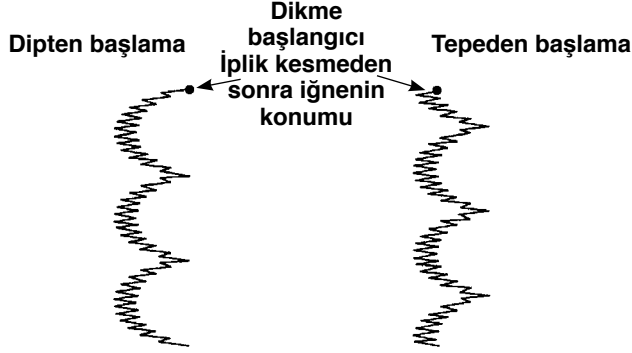 Dipten başlama
Dikme
başlangıcı
İplik kesmeden
sonra iğnenin
konumu
Tepeden başlama